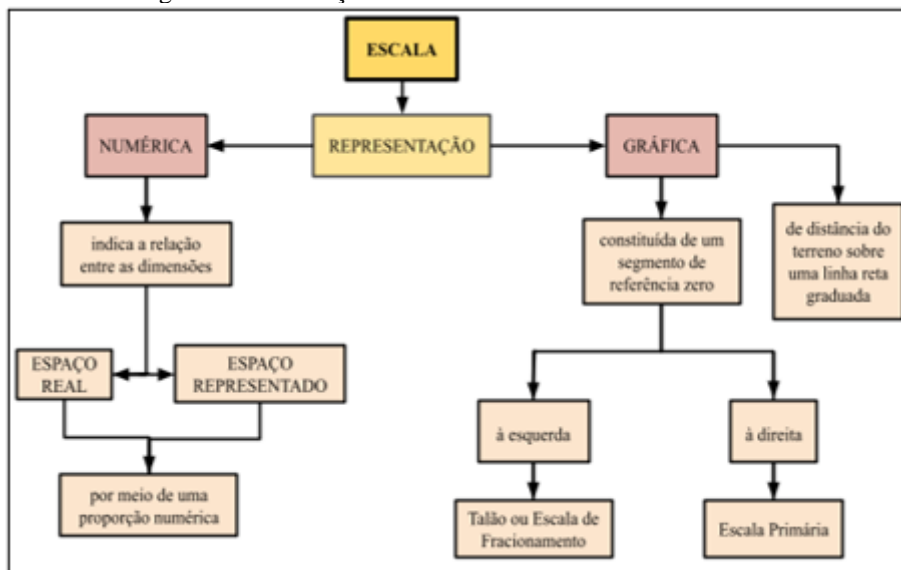 ESCALA
NUMÉRICA
REPRESENTAÇÃO
GRÁFICA
indica a relação
entre as dimensões
constituída de um
segmento de
referência zero
de distância do
terreno sobre
uma linha reta
graduada
ESPAÇO
REAL
ESPAÇO
REPRESENTADO
à esquerda
à direita
por meio de uma
proporção numérica
Talão ou Escala de
Fracionamento
Escala Primária